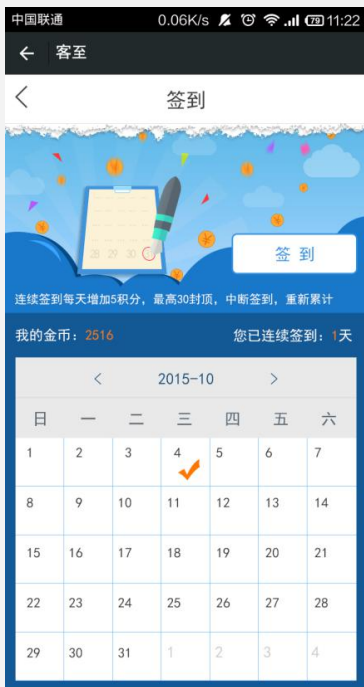 中国联通 0.06K/s 79 11:22
客至
签到
28 29 30
签 到
连续签到每天增加5积分，最高30封顶，中断签到，重新累计
我的金币：2516 您已连续签到：1天
2015-10
日 一 二 三 四 五 六
1 2 3 4 5 6 7
8 9 10 11 12 13 14
15 16 17 18 19 20 21
22 23 24 25 26 27 28
29 30 31 1 2 3 4